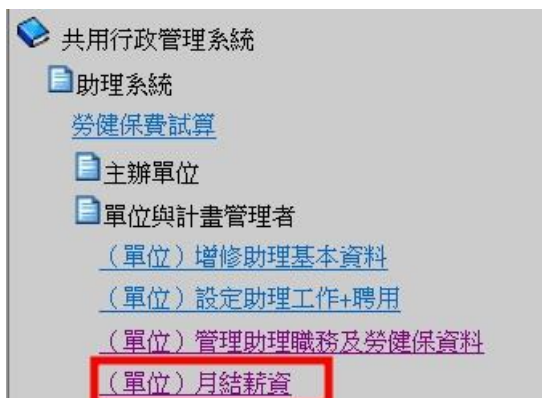 共用行政管理系統
助理系統
勞健保費試算
主辦單位
單位與計畫管理者
（單位）增修助理基本資料
（單位）設定助理工作+聘用
（單位）管理助理職務及勞健保資料
（單位）月結薪資